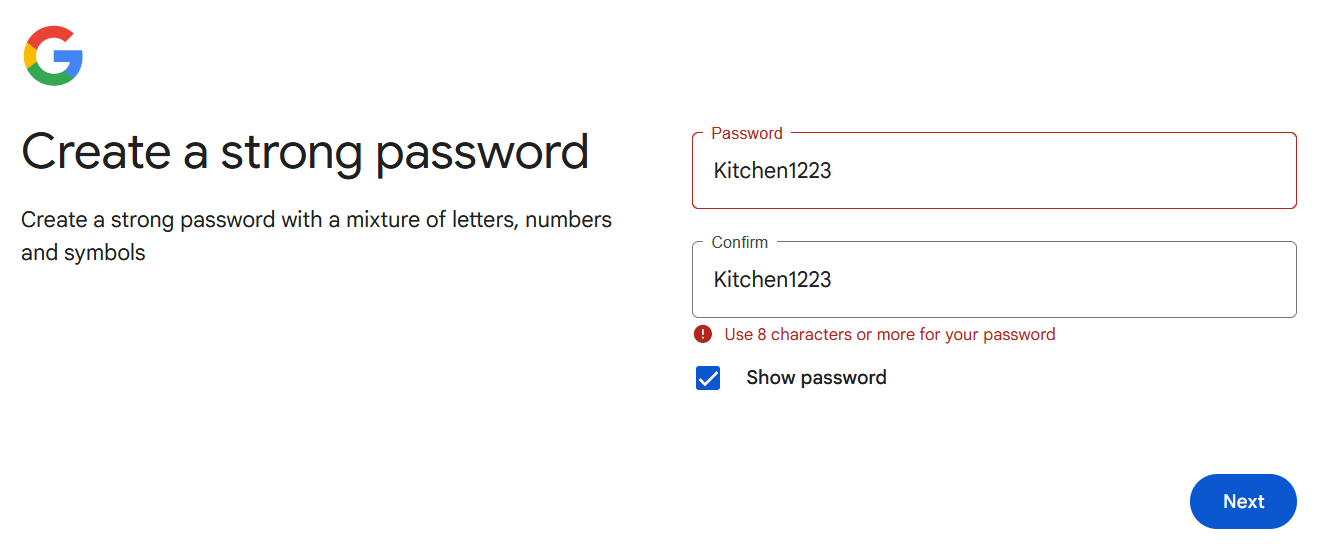 Create a strong password
Create a strong password with a mixture of letters, numbers
and symbols
Password
Kitchen1223
Confirm
Kitchen1223
Use 8 characters or more for your password
Show password
Next